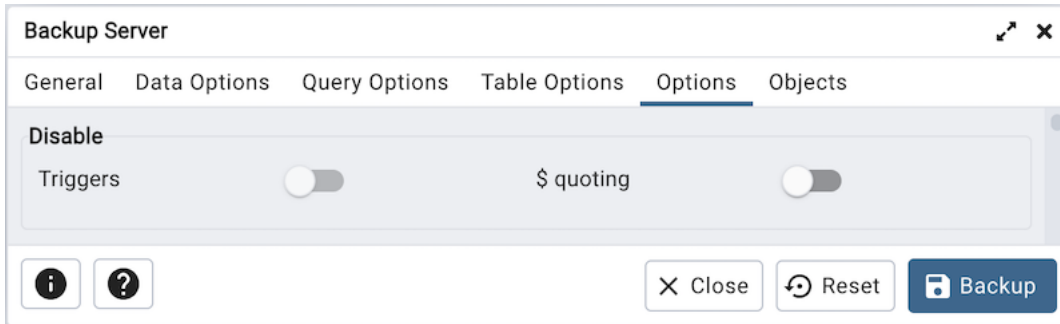 Backup Server
General Data Options Query Options Table Options Options Objects
Disable
Triggers $ quoting
Close Reset Backup